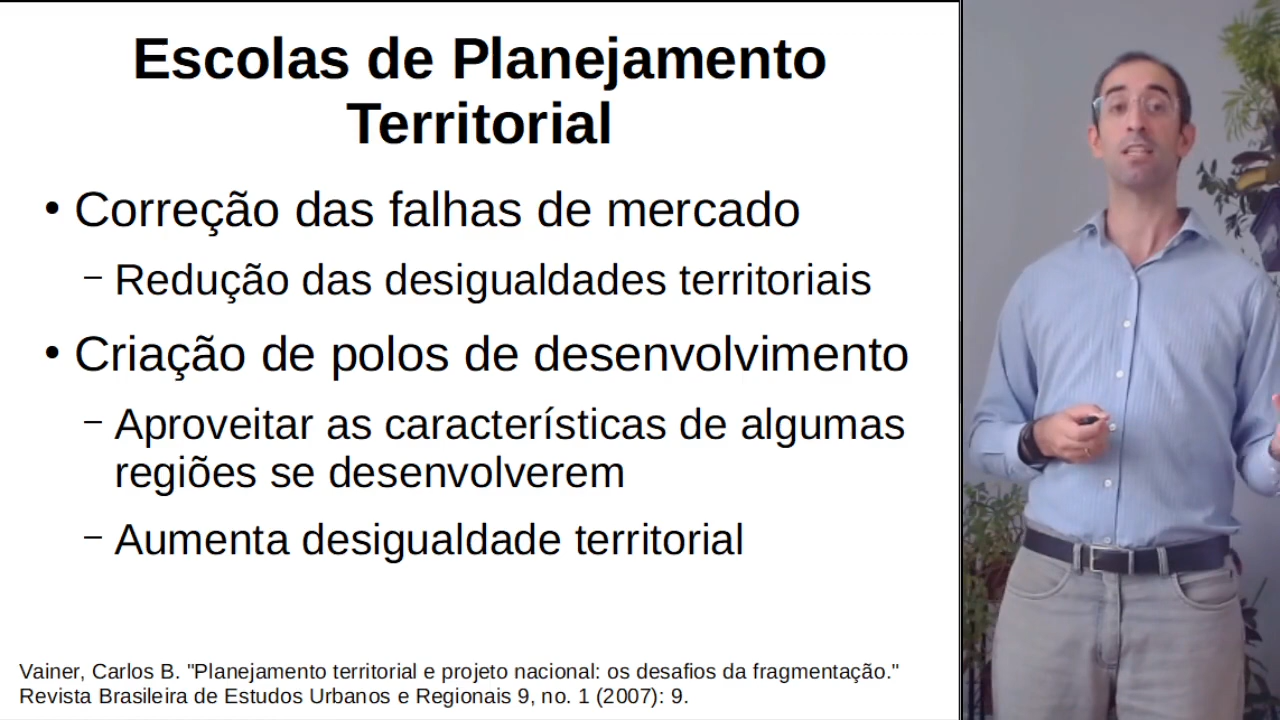 Escolas de Planejamento
Territorial
• Correção das falhas de mercado
– Redução das desigualdades territoriais
• Criação de polos de desenvolvimento
– Aproveitar as características de algumas
regiões se desenvolverem
– Aumenta desigualdade territorial
Vainer, Carlos B. "Planejamento territorial e projeto nacional: os desafios da fragmentação."
Revista Brasileira de Estudos Urbanos e Regionais 9, no. 1 (2007): 9.